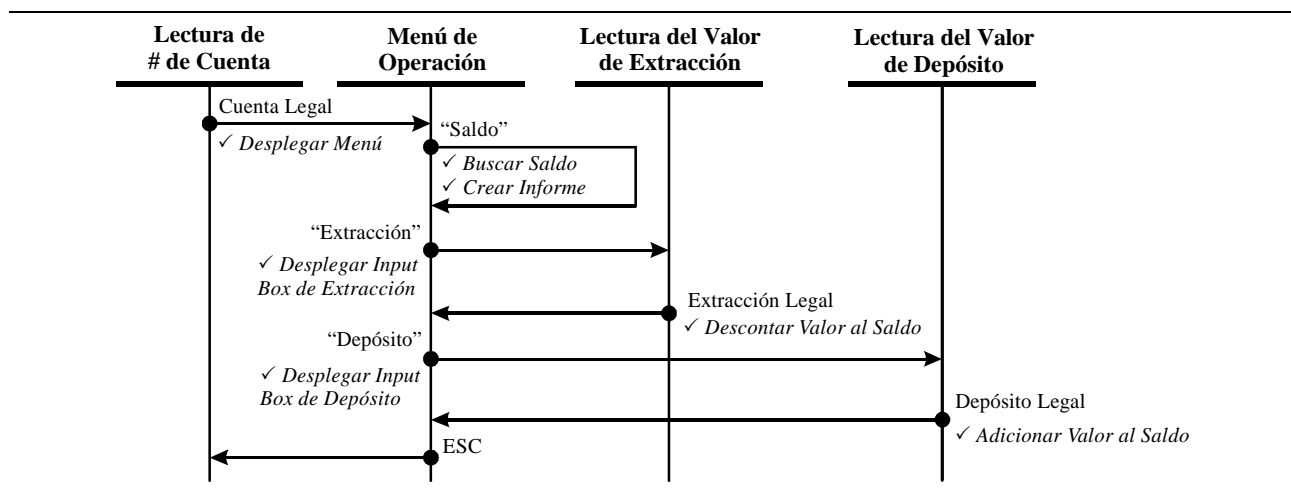 Lectura de
# de Cuenta
Menú de
Operación
Lectura del Valor
de Extracción
Lectura del Valor
de Depósito
Cuenta Legal
✓ Desplegar Menú
“Saldo”
✓ Buscar Saldo
✓ Crear Informe
“Extracción”
✓ Desplegar Input
Box de Extracción
Extracción Legal
✓ Descontar Valor al Saldo
“Depósito”
✓ Desplegar Input
Box de Depósito
Depósito Legal
✓ Adicionar Valor al Saldo
ESC